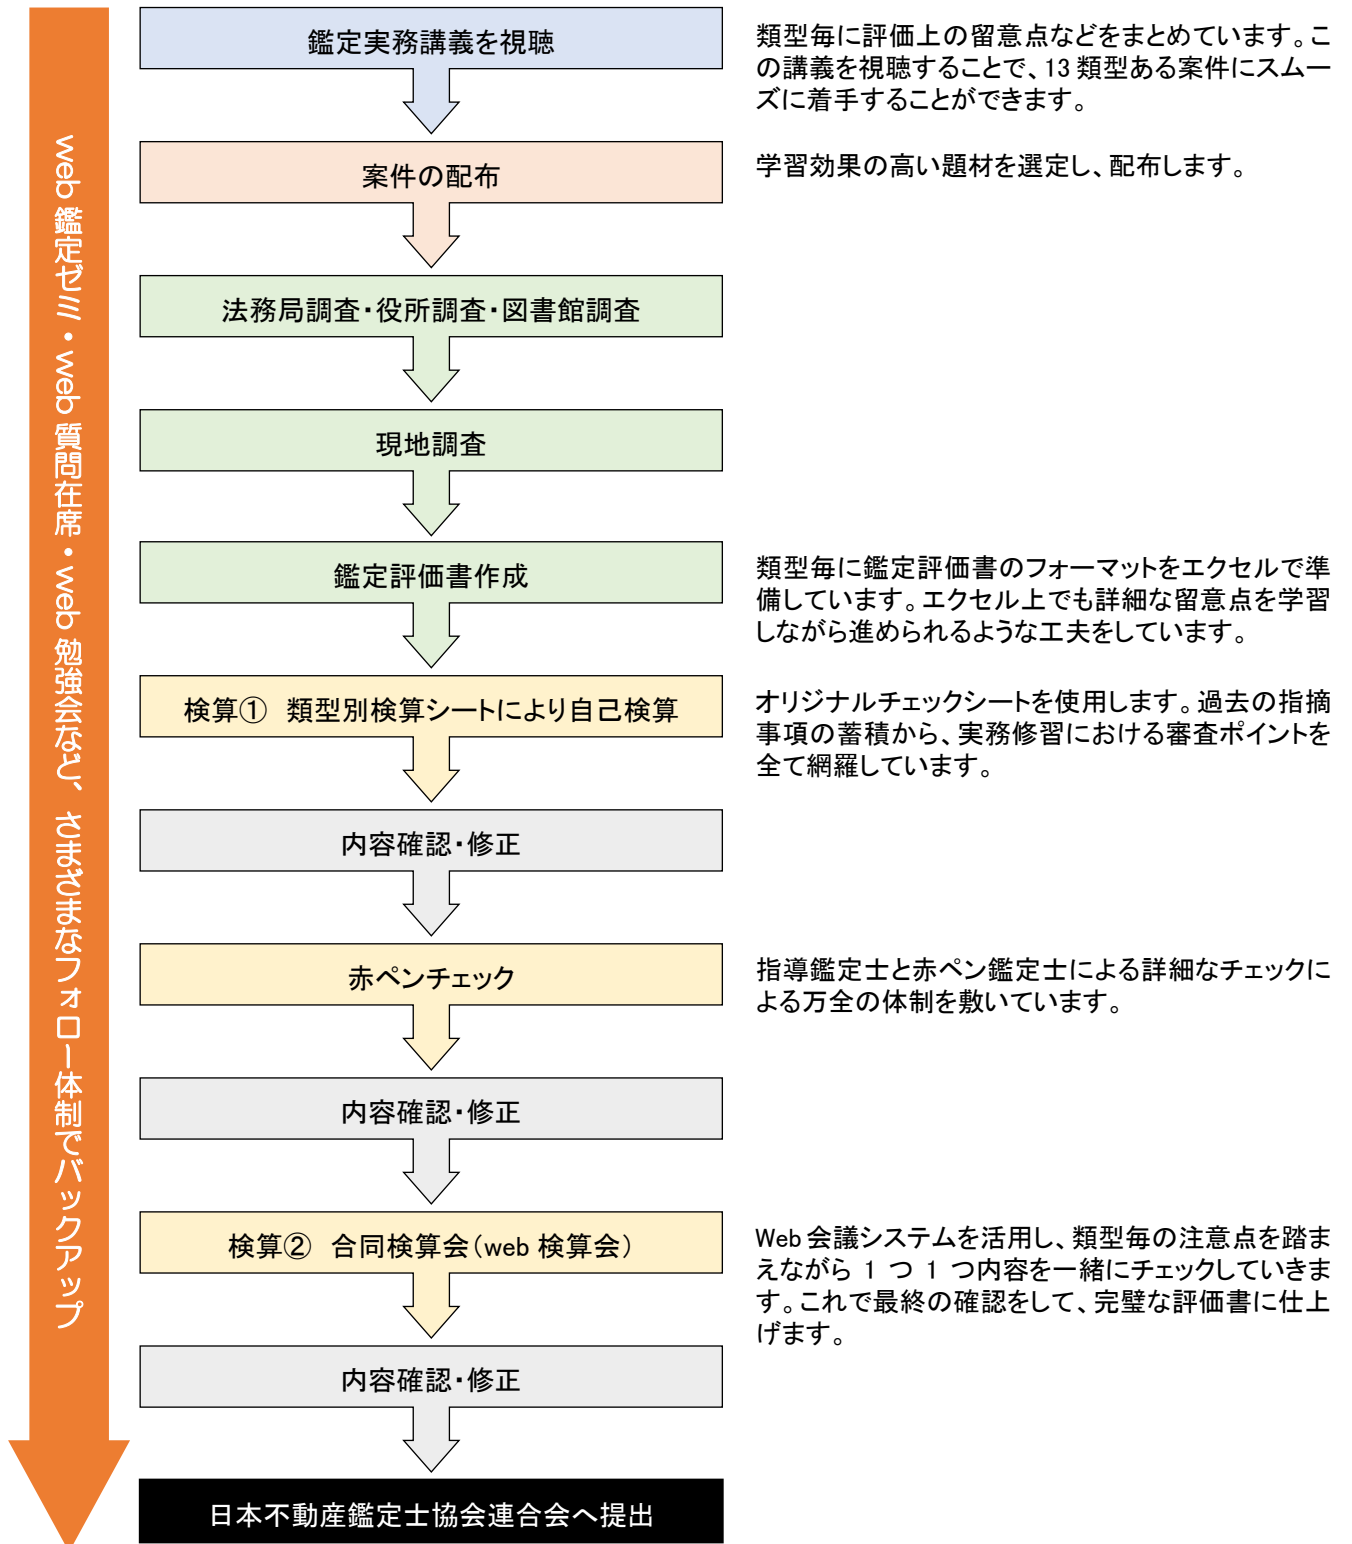 web 鑑定ゼミ・web 質問在席・web 勉強会など、さまざまなフォロー体制でバックアップ
鑑定実務講義を視聴
類型毎に評価上の留意点などをまとめています。こ
の講義を視聴することで、13 類型ある案件にスムー
ズに着手することができます。
案件の配布
学習効果の高い題材を選定し、配布します。
法務局調査・役所調査・図書館調査
現地調査
鑑定評価書作成
類型毎に鑑定評価書のフォーマットをエクセルで準
備しています。エクセル上でも詳細な留意点を学習
しながら進められるような工夫をしています。
検算①　類型別検算シートにより自己検算
オリジナルチェックシートを使用します。過去の指摘
事項の蓄積から、実務修習における審査ポイントを
全て網羅しています。
内容確認・修正
赤ペンチェック
指導鑑定士と赤ペン鑑定士による詳細なチェックに
よる万全の体制を敷いています。
内容確認・修正
検算②　合同検算会（web 検算会）
Web 会議システムを活用し、類型毎の注意点を踏ま
えながら 1 つ 1 つ内容を一緒にチェックしていきま
す。これで最終の確認をして、完璧な評価書に仕上
げます。
内容確認・修正
日本不動産鑑定士協会連合会へ提出